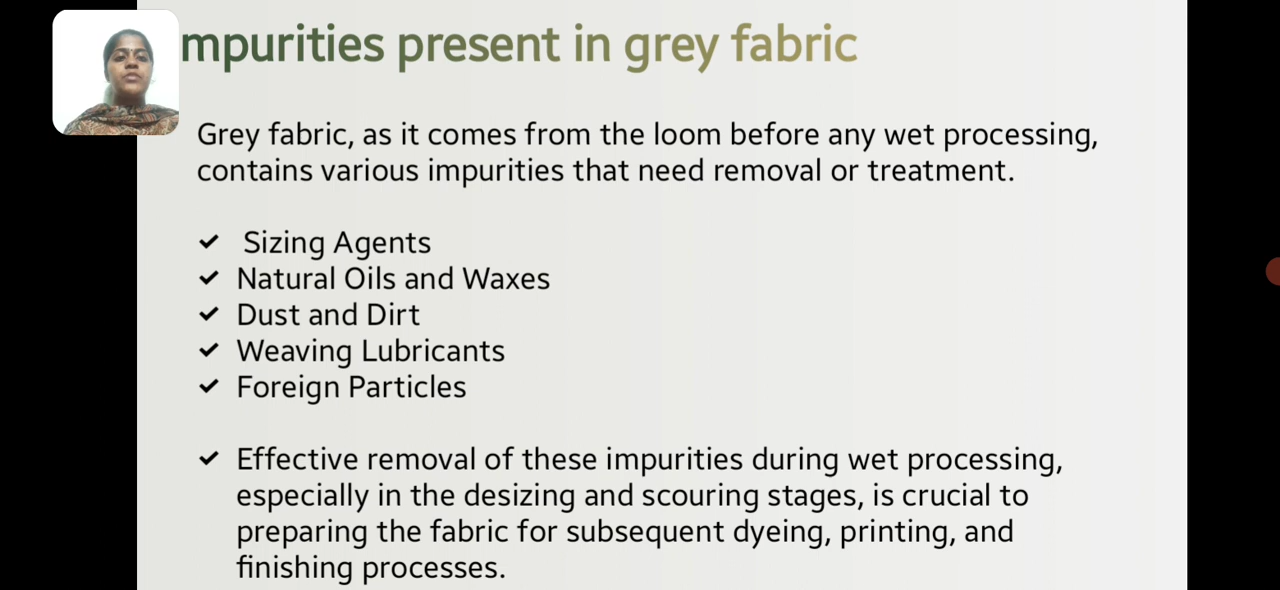 mpurities present in grey fabric
Grey fabric, as it comes from the loom before any wet processing,
contains various impurities that need removal or treatment.
✔ Sizing Agents
✔ Natural Oils and Waxes
✔ Dust and Dirt
✔ Weaving Lubricants
✔ Foreign Particles
✔ Effective removal of these impurities during wet processing,
especially in the desizing and scouring stages, is crucial to
preparing the fabric for subsequent dyeing, printing, and
finishing processes.